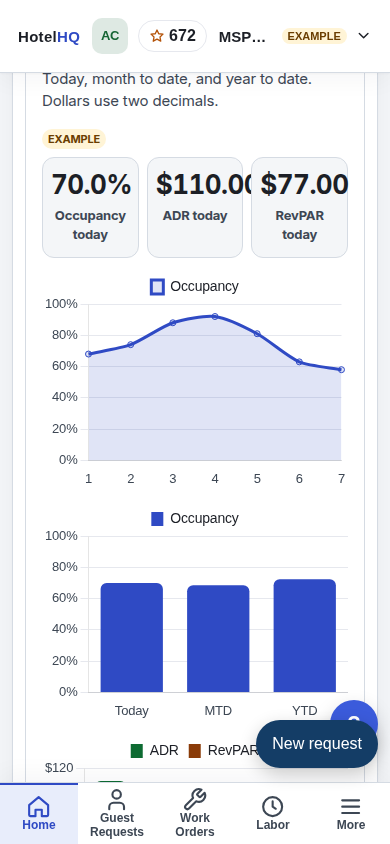 HotelHQ AC 672 MSP... EXAMPLE
Today, month to date, and year to date.
Dollars use two decimals.
EXAMPLE
70.0% $110.00 $77.00
Occupancy today ADR today RevPAR today
Occupancy
100%
80%
60%
40%
20%
0%
1 2 3 4 5 6 7
Occupancy
100%
80%
60%
40%
20%
0%
Today MTD YTD
ADR RevPAR
New request
$120
Home Guest Requests Work Orders Labor More